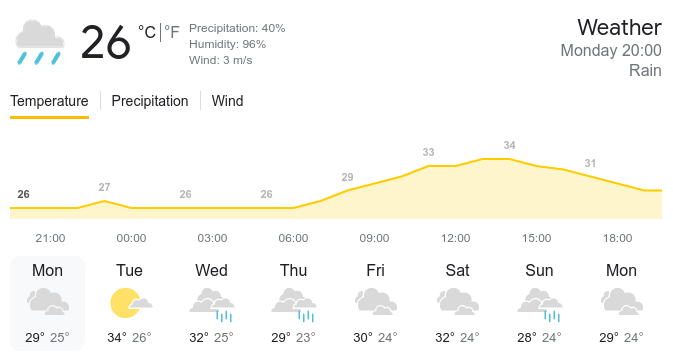 26 °C | °F
Precipitation: 40%
Humidity: 96%
Wind: 3 m/s
Weather
Monday 20:00
Rain
Temperature | Precipitation | Wind
26 27 26 26 29 33 34 31
21:00 00:00 03:00 06:00 09:00 12:00 15:00 18:00
Mon Tue Wed Thu Fri Sat Sun Mon
29° 25° 34° 26° 32° 25° 29° 23° 30° 24° 32° 24° 28° 24° 29° 24°